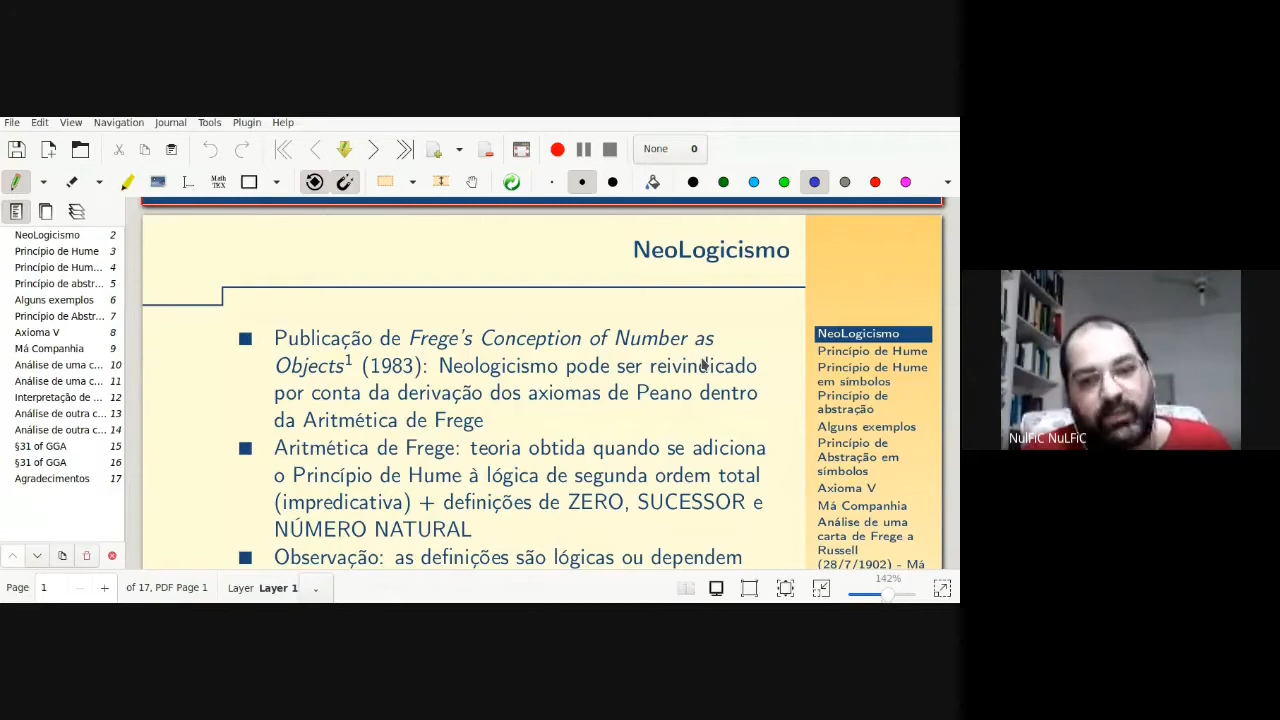 File Edit View Navigation Journal Tools Plugin Help
None 0
Math TEX
NeoLogicismo 2
Princípio de Hume 3
Princípio de Hum... 4
Princípio de abstr... 5
Alguns exemplos 6
Princípio de Abstr... 7
Axioma V 8
Má Companhia 9
Análise de uma c... 10
Análise de uma c... 11
Interpretação de ... 12
Análise de outra c... 13
Análise de outra c... 14
§31 of GGA 15
§31 of GGA 16
Agradecimentos 17
NeoLogicismo
■ Publicação de Frege's Conception of Number as
Objects¹ (1983): Neologicismo pode ser reivindicado
por conta da derivação dos axiomas de Peano dentro
da Aritmética de Frege
■ Aritmética de Frege: teoria obtida quando se adiciona
o Princípio de Hume à lógica de segunda ordem total
(impredicativa) + definições de ZERO, SUCESSOR e
NÚMERO NATURAL
■ Observação: as definições são lógicas ou dependem
NeoLogicismo
Princípio de Hume
Princípio de Hume
em símbolos
Princípio de
abstração
Alguns exemplos
Princípio de
Abstração em
símbolos
Axioma V
Má Companhia
Análise de uma
carta de Frege a
Russell
(28/7/1902) - Má
Page 1 of 17, PDF Page 1 Layer Layer 1 142%
NulFiC NuLFiC